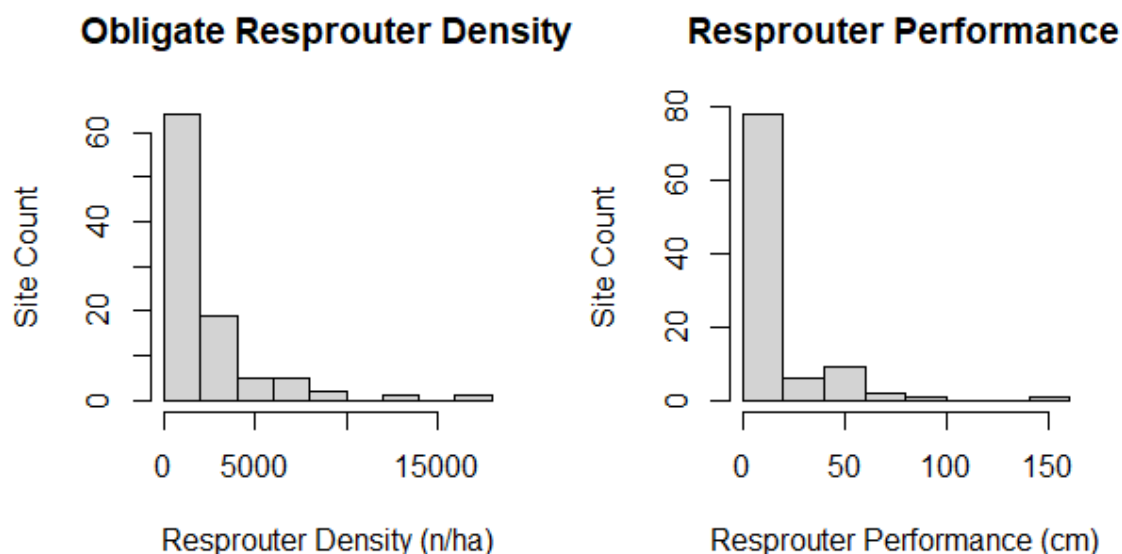 Obligate Resprouter Density
Site Count
0 20 40 60
0 5000 15000
Resprouter Density (n/ha)
Resprouter Performance
Site Count
0 20 40 60 80
0 50 100 150
Resprouter Performance (cm)